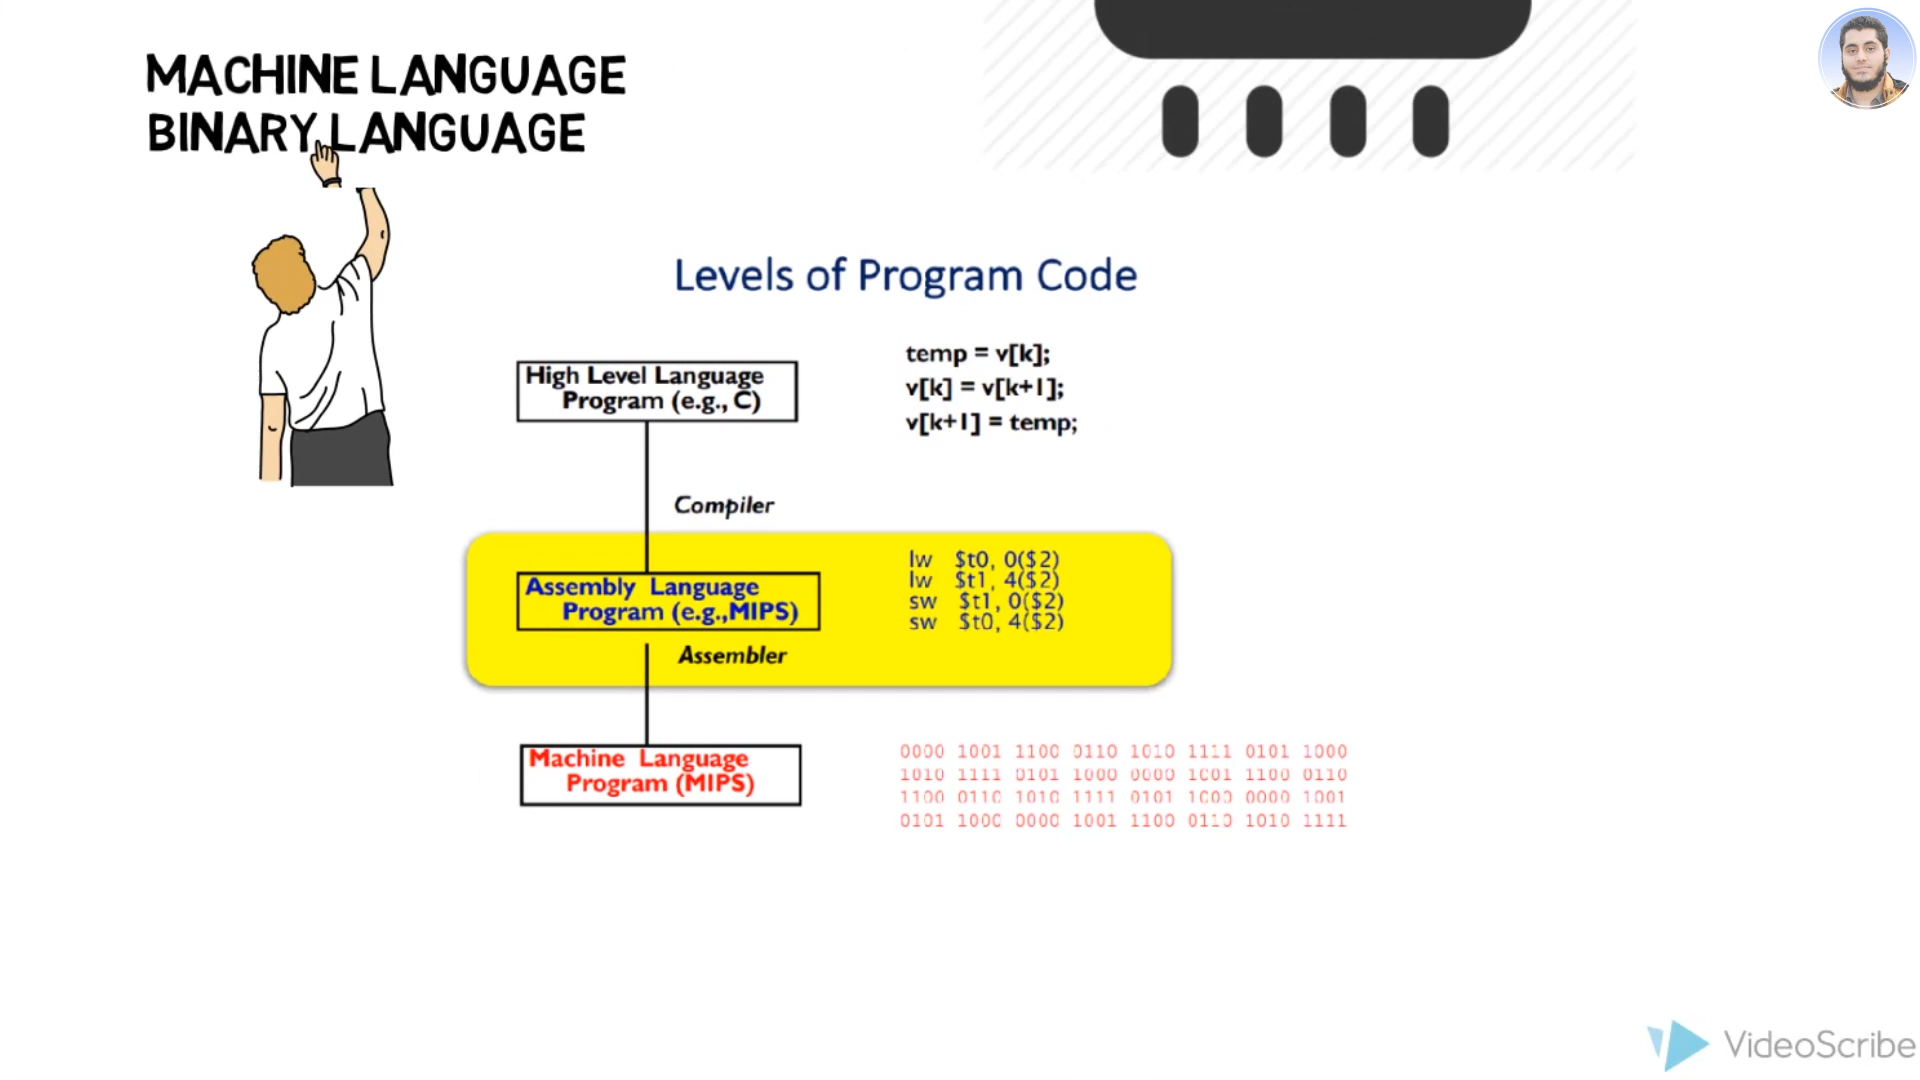 MACHINE LANGUAGE
BINARY LANGUAGE
Levels of Program Code
High Level Language
Program (e.g., C)
temp = v[k];
v[k] = v[k+1];
v[k+1] = temp;
Compiler
Assembly Language
Program (e.g.,MIPS)
lw $t0, 0($2)
lw $t1, 4($2)
sw $t1, 0($2)
sw $t0, 4($2)
Assembler
Machine Language
Program (MIPS)
0000 1001 1100 0110 1010 1111 0101 1000
1010 1111 0101 1000 0000 1001 1100 0110
1100 0110 1010 1111 0101 1000 0000 1001
0101 1000 0000 1001 1100 0110 1010 1111
VideoScribe